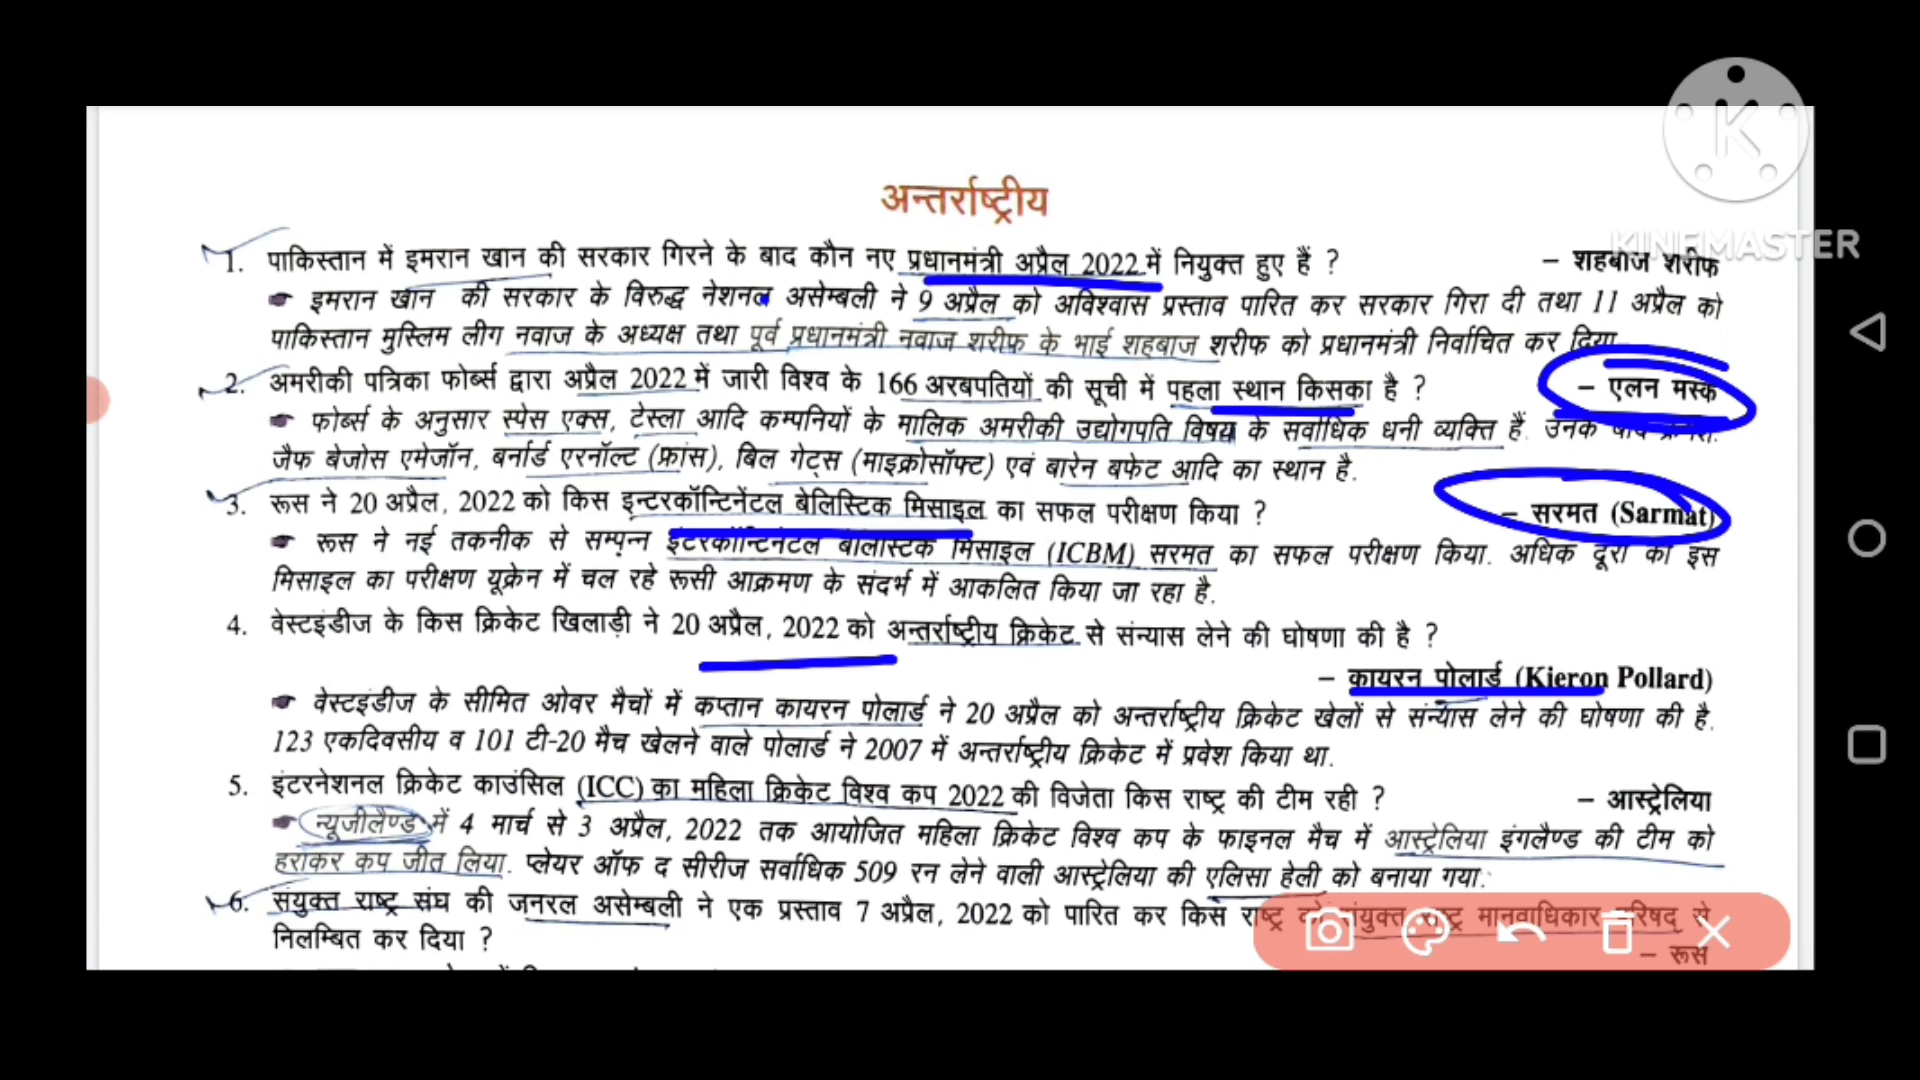 अन्तर्राष्ट्रीय
KINEMASTER
1. पाकिस्तान में इमरान खान की सरकार गिरने के बाद कौन नए प्रधानमंत्री अप्रैल 2022 में नियुक्त हुए हैं ? – शहबाज शरीफ
इमरान खान की सरकार के विरुद्ध नेशनल असेम्बली ने 9 अप्रैल को अविश्वास प्रस्ताव पारित कर सरकार गिरा दी तथा 11 अप्रैल को
पाकिस्तान मुस्लिम लीग नवाज के अध्यक्ष तथा पूर्व प्रधानमंत्री नवाज शरीफ के भाई शहबाज शरीफ को प्रधानमंत्री निर्वाचित कर दिया
2. अमरीकी पत्रिका फोर्ब्स द्वारा अप्रैल 2022 में जारी विश्व के 166 अरबपतियों की सूची में पहला स्थान किसका है ? – एलन मस्क
फोर्ब्स के अनुसार स्पेस एक्स, टेस्ला आदि कम्पनियों के मालिक अमरीकी उद्योगपति विषय के सर्वाधिक धनी व्यक्ति हैं. उनके
जैफ बेजोस एमेजॉन, बर्नार्ड एरनॉल्ट (फ्रांस), बिल गेट्स (माइक्रोसॉफ्ट) एवं बारेन बफेट आदि का स्थान है.
3. रूस ने 20 अप्रैल, 2022 को किस इन्टरकॉन्टिनेंटल बेलिस्टिक मिसाइल का सफल परीक्षण किया ? – सरमत (Sarmat)
रूस ने नई तकनीक से सम्पन्न इंटरकॉन्टिनेंटल बेलिस्टिक मिसाइल (ICBM) सरमत का सफल परीक्षण किया. अधिक दूरी की इस
मिसाइल का परीक्षण यूक्रेन में चल रहे रूसी आक्रमण के संदर्भ में आकलित किया जा रहा है.
4. वेस्टइंडीज के किस क्रिकेट खिलाड़ी ने 20 अप्रैल, 2022 को अन्तर्राष्ट्रीय क्रिकेट से संन्यास लेने की घोषणा की है ?
– कायरन पोलार्ड (Kieron Pollard)
वेस्टइंडीज के सीमित ओवर मैचों में कप्तान कायरन पोलार्ड ने 20 अप्रैल को अन्तर्राष्ट्रीय क्रिकेट खेलों से संन्यास लेने की घोषणा की है.
123 एकदिवसीय व 101 टी-20 मैच खेलने वाले पोलार्ड ने 2007 में अन्तर्राष्ट्रीय क्रिकेट में प्रवेश किया था.
5. इंटरनेशनल क्रिकेट काउंसिल (ICC) का महिला क्रिकेट विश्व कप 2022 की विजेता किस राष्ट्र की टीम रही ? – आस्ट्रेलिया
न्यूजीलैण्ड में 4 मार्च से 3 अप्रैल, 2022 तक आयोजित महिला क्रिकेट विश्व कप के फाइनल मैच में आस्ट्रेलिया इंगलैण्ड की टीम को
हराकर कप जीत लिया. प्लेयर ऑफ द सीरीज सर्वाधिक 509 रन लेने वाली आस्ट्रेलिया की एलिसा हेली को बनाया गया.
6. संयुक्त राष्ट्र संघ की जनरल असेम्बली ने एक प्रस्ताव 7 अप्रैल, 2022 को पारित कर किस राष्ट्र को संयुक्त राष्ट्र मानवाधिकार परिषद् से
निलम्बित कर दिया ? – रूस